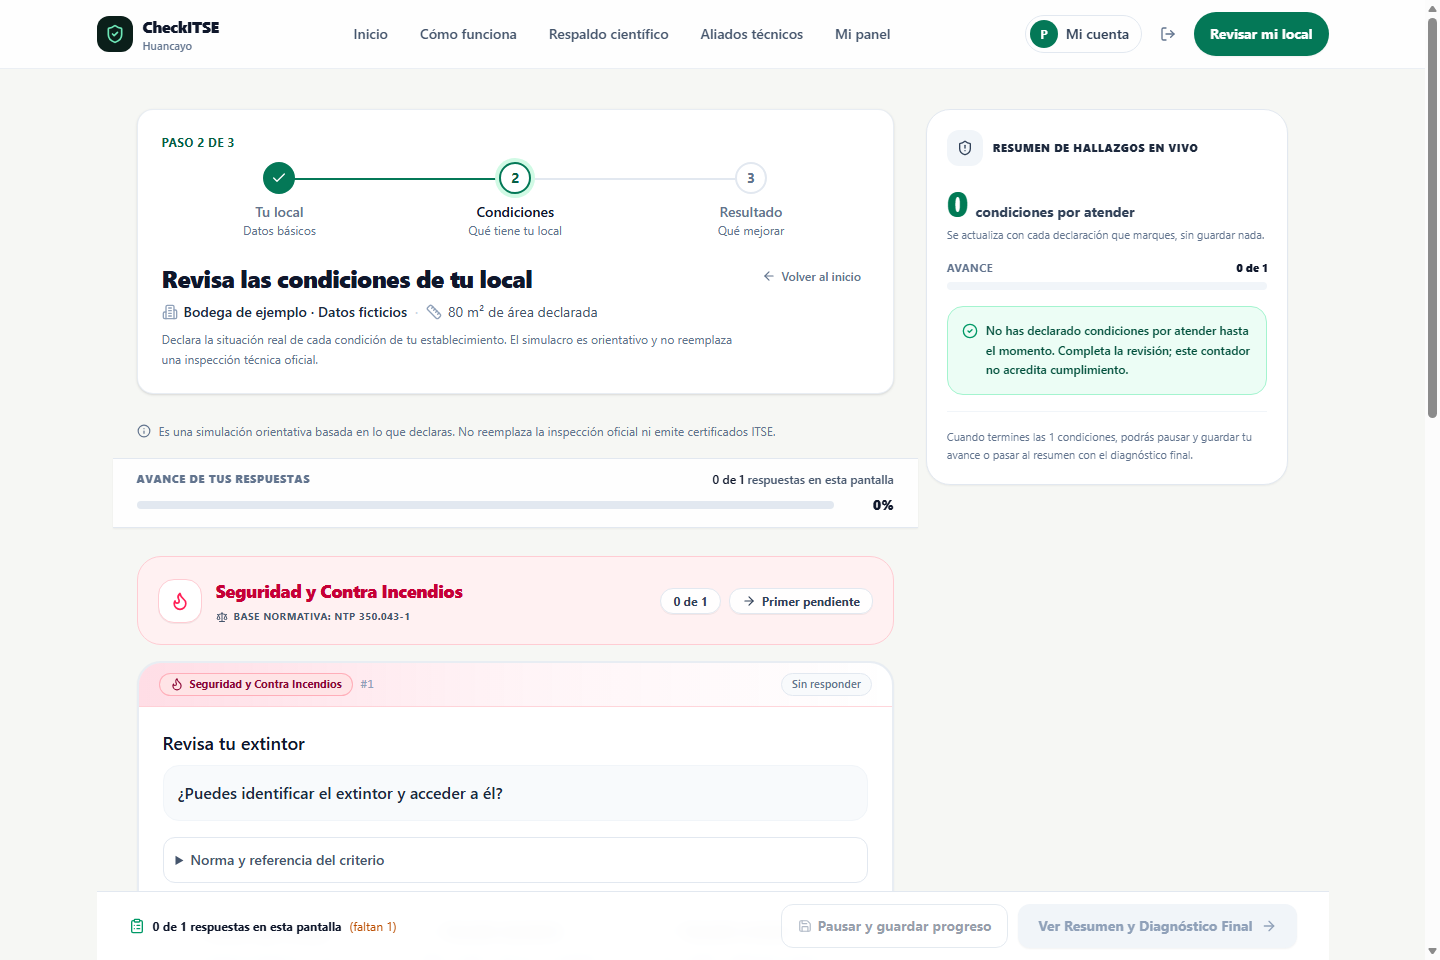 CheckITSE
Huancayo
Inicio
Cómo funciona
Respaldo científico
Aliados técnicos
Mi panel
P
Mi cuenta
Revisar mi local
PASO 2 DE 3
2
3
Tu local
Condiciones
Resultado
Datos básicos
Qué tiene tu local
Qué mejorar
Revisa las condiciones de tu local
Volver al inicio
Bodega de ejemplo · Datos ficticios · 80 m² de área declarada
Declara la situación real de cada condición de tu establecimiento. El simulacro es orientativo y no reemplaza
una inspección técnica oficial.
Es una simulación orientativa basada en lo que declaras. No reemplaza la inspección oficial ni emite certificados ITSE.
AVANCE DE TUS RESPUESTAS
0 de 1 respuestas en esta pantalla
0%
Seguridad y Contra Incendios
BASE NORMATIVA: NTP 350.043-1
0 de 1
Primer pendiente
Seguridad y Contra Incendios
#1
Sin responder
Revisa tu extintor
¿Puedes identificar el extintor y acceder a él?
Norma y referencia del criterio
RESUMEN DE HALLAZGOS EN VIVO
0 condiciones por atender
Se actualiza con cada declaración que marques, sin guardar nada.
AVANCE
0 de 1
No has declarado condiciones por atender hasta
el momento. Completa la revisión; este contador
no acredita cumplimiento.
Cuando termines las 1 condiciones, podrás pausar y guardar tu
avance o pasar al resumen con el diagnóstico final.
0 de 1 respuestas en esta pantalla (faltan 1)
Pausar y guardar progreso
Ver Resumen y Diagnóstico Final